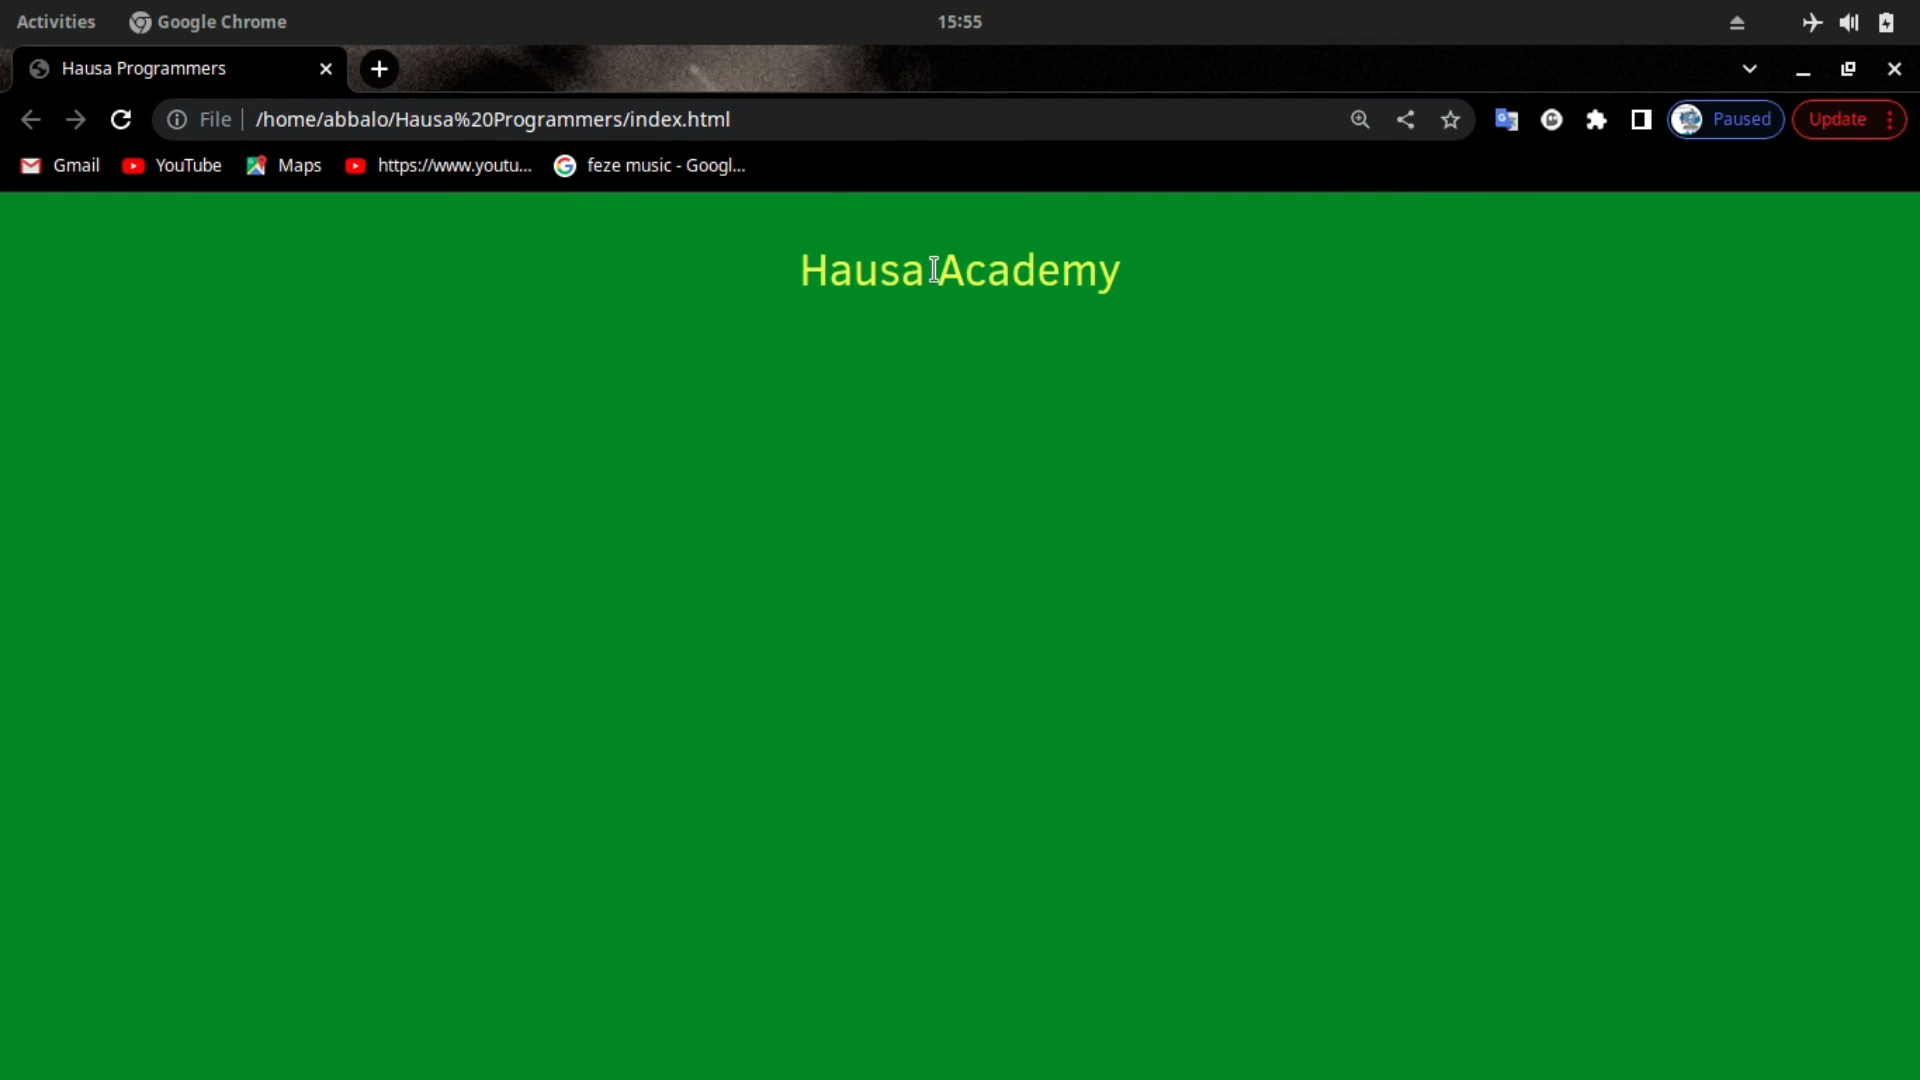 Activities Google Chrome 15:55
Hausa Programmers
File /home/abbalo/Hausa%20Programmers/index.html Paused Update
Gmail YouTube Maps https://www.youtu... feze music - Googl...
Hausa Academy